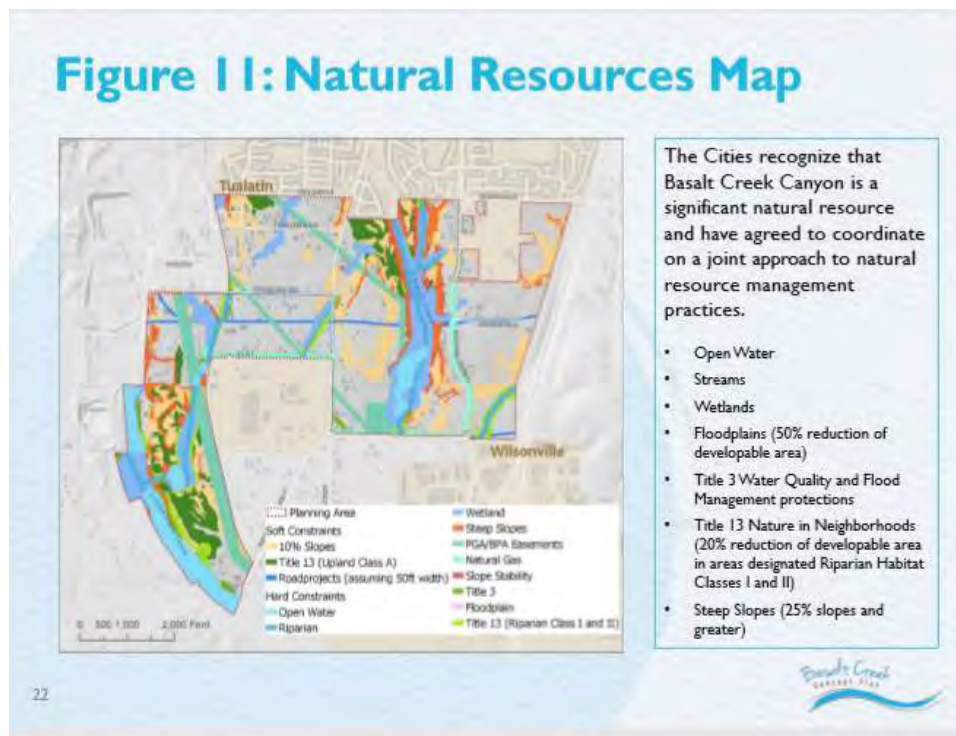 Figure 11: Natural Resources Map
Tualatin
Wilsonville
Planning Area
Soft Constraints
10% Slopes
Title 13 (Upland Class A)
Roadprojects (assuming 50ft width)
Hard Constraints
Open Water
Riparian
Wetland
Steep Slopes
PGA/BPA Easements
Natural Gas
Slope Stability
Title 3
Floodplain
Title 13 (Riparian Class I and II)
0 500 1,000 2,000 Feet
The Cities recognize that
Basalt Creek Canyon is a
significant natural resource
and have agreed to coordinate
on a joint approach to natural
resource management
practices.
• Open Water
• Streams
• Wetlands
• Floodplains (50% reduction of
developable area)
• Title 3 Water Quality and Flood
Management protections
• Title 13 Nature in Neighborhoods
(20% reduction of developable area
in areas designated Riparian Habitat
Classes I and II)
• Steep Slopes (25% slopes and
greater)
22
Basalt Creek
Concept Plan